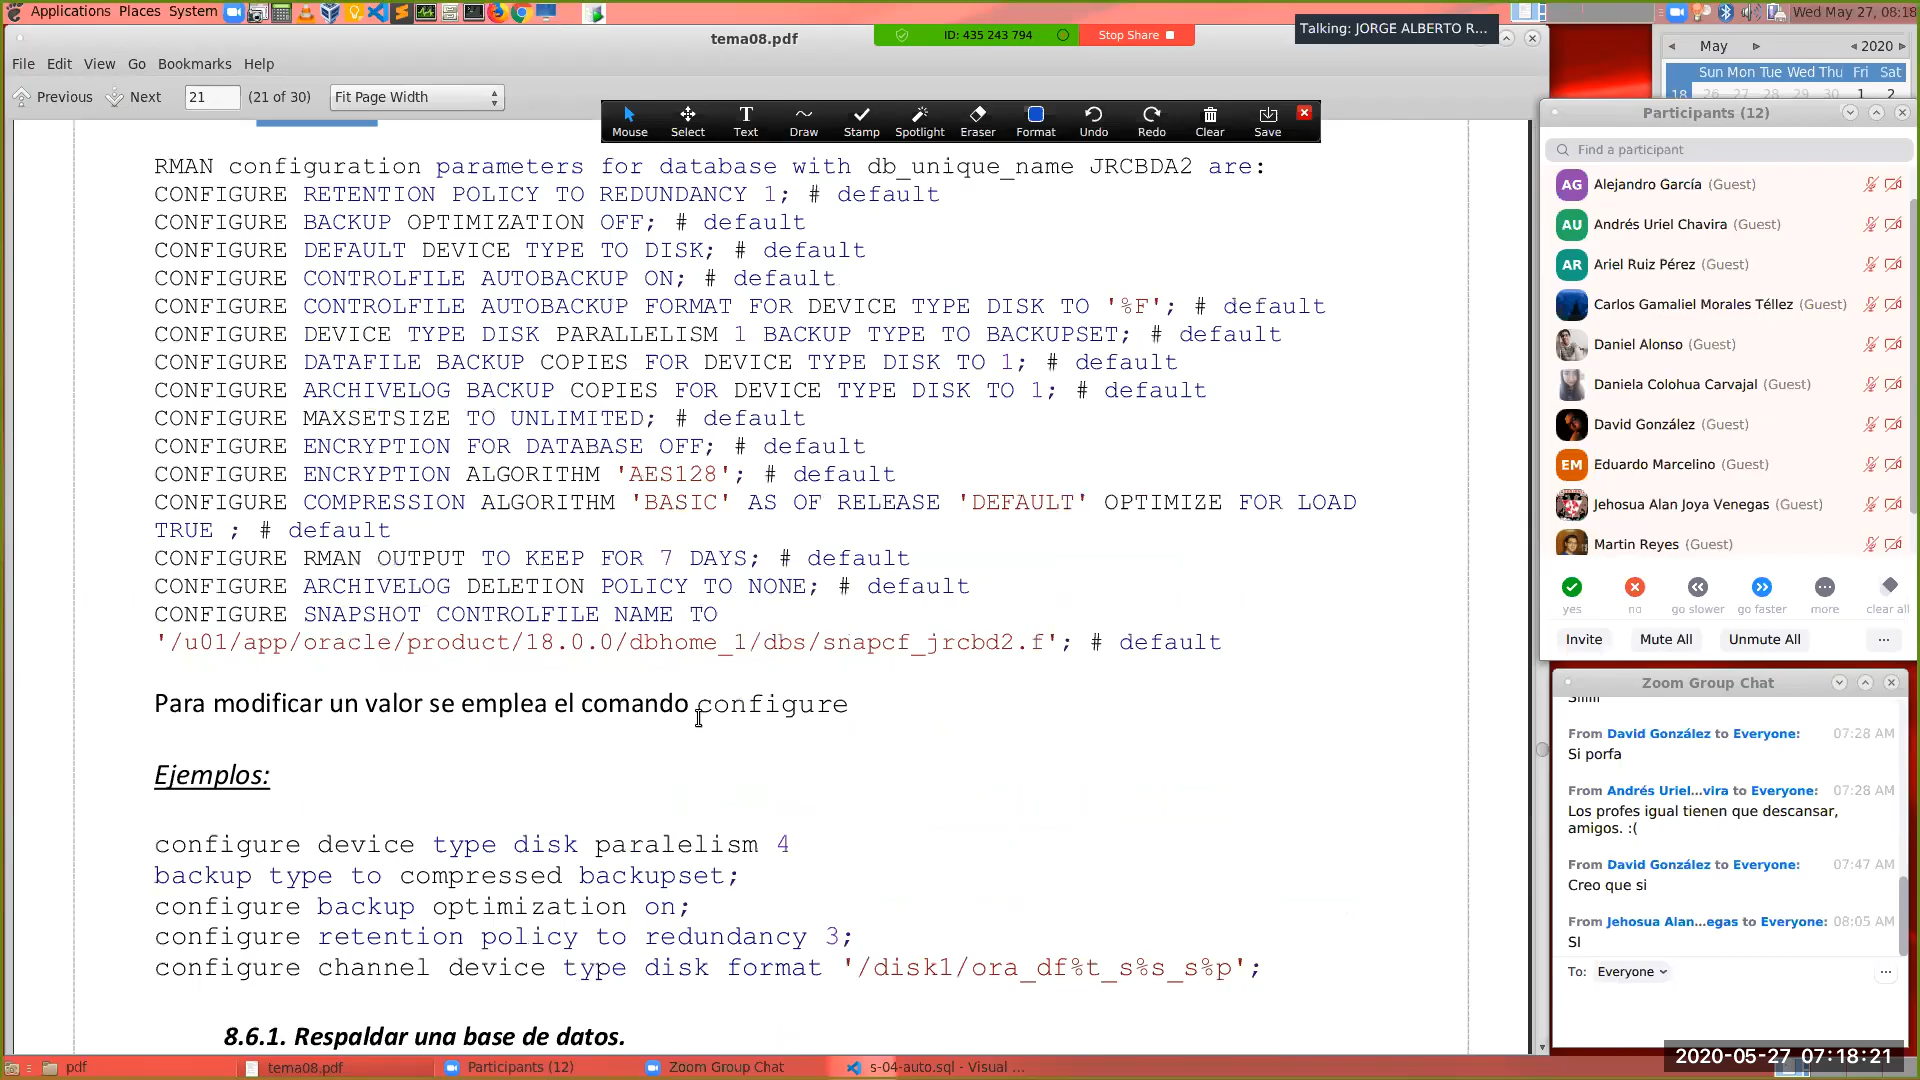 Applications Places System
Wed May 27, 08:18
tema08.pdf
ID: 435 243 794
Stop Share
Talking: JORGE ALBERTO R...
File Edit View Go Bookmarks Help
Previous Next 21 (21 of 30) Fit Page Width
Mouse Select Text Draw Stamp Spotlight Eraser Format Undo Redo Clear Save
RMAN configuration parameters for database with db_unique_name JRCBDA2 are:
CONFIGURE RETENTION POLICY TO REDUNDANCY 1; # default
CONFIGURE BACKUP OPTIMIZATION OFF; # default
CONFIGURE DEFAULT DEVICE TYPE TO DISK; # default
CONFIGURE CONTROLFILE AUTOBACKUP ON; # default
CONFIGURE CONTROLFILE AUTOBACKUP FORMAT FOR DEVICE TYPE DISK TO '%F'; # default
CONFIGURE DEVICE TYPE DISK PARALLELISM 1 BACKUP TYPE TO BACKUPSET; # default
CONFIGURE DATAFILE BACKUP COPIES FOR DEVICE TYPE DISK TO 1; # default
CONFIGURE ARCHIVELOG BACKUP COPIES FOR DEVICE TYPE DISK TO 1; # default
CONFIGURE MAXSETSIZE TO UNLIMITED; # default
CONFIGURE ENCRYPTION FOR DATABASE OFF; # default
CONFIGURE ENCRYPTION ALGORITHM 'AES128'; # default
CONFIGURE COMPRESSION ALGORITHM 'BASIC' AS OF RELEASE 'DEFAULT' OPTIMIZE FOR LOAD
TRUE ; # default
CONFIGURE RMAN OUTPUT TO KEEP FOR 7 DAYS; # default
CONFIGURE ARCHIVELOG DELETION POLICY TO NONE; # default
CONFIGURE SNAPSHOT CONTROLFILE NAME TO
'/u01/app/oracle/product/18.0.0/dbhome_1/dbs/snapcf_jrcbd2.f'; # default
Para modificar un valor se emplea el comando configure
Ejemplos:
configure device type disk paralelism 4
backup type to compressed backupset;
configure backup optimization on;
configure retention policy to redundancy 3;
configure channel device type disk format '/disk1/ora_df%t_s%s_s%p';
8.6.1. Respaldar una base de datos.
May 2020
Sun Mon Tue Wed Thu Fri Sat
18 26 27 28 29 30 1 2
Participants (12)
Find a participant
AG Alejandro García (Guest)
AU Andrés Uriel Chavira (Guest)
AR Ariel Ruiz Pérez (Guest)
Carlos Gamaliel Morales Téllez (Guest)
Daniel Alonso (Guest)
Daniela Colohua Carvajal (Guest)
David González (Guest)
EM Eduardo Marcelino (Guest)
Jehosua Alan Joya Venegas (Guest)
Martin Reyes (Guest)
yes no go slower go faster more clear all
Invite Mute All Unmute All ...
Zoom Group Chat
From David González to Everyone: 07:28 AM
Si porfa
From Andrés Uriel...vira to Everyone: 07:28 AM
Los profes igual tienen que descansar,
amigos. :(
From David González to Everyone: 07:47 AM
Creo que si
From Jehosua Alan...egas to Everyone: 08:05 AM
SI
To: Everyone ...
2020-05-27 07:18:21
pdf
tema08.pdf
Participants (12)
Zoom Group Chat
s-04-auto.sql - Visual ...